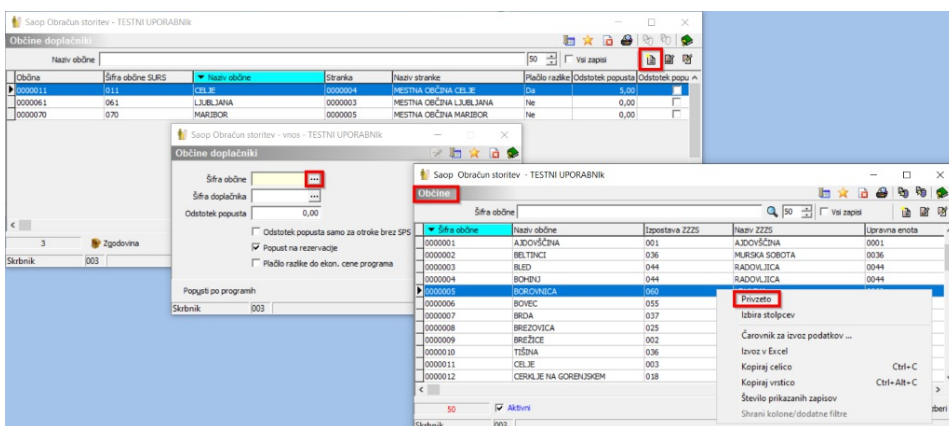 Saop Obračun storitev - TESTNI UPORABNIk
Občine doplačniki
Naziv občine
50
Vsi zapisi
Občina Šifra občine SURS Naziv občine Stranka Naziv stranke Plačilo razlike Odstotek popusta Odstotek popu
0000011 011 CELJE 0000004 MESTNA OBČINA CELJE Da 5,00
0000061 061 LJUBLJANA 0000003 MESTNA OBČINA LJUBLJANA Ne 0,00
0000070 070 MARIBOR 0000005 MESTNA OBČINA MARIBOR Ne 0,00
3 Zgodovina
Skrbnik 003
Saop Obračun storitev - vnos - TESTNI UPORABNIk
Občine doplačniki
Šifra občine
Šifra doplačnika
Odstotek popusta 0,00
Odstotek popusta samo za otroke brez SPS
Popust na rezervacije
Plačilo razlike do ekon. cene programa
Popusti po programih
Skrbnik 003
Saop Obračun storitev - TESTNI UPORABNIk
Občine
Šifra občine
50
Vsi zapisi
Šifra občine Naziv občine Izpostava ZZZS Naziv ZZZS Upravna enota
0000001 AJDOVŠČINA 001 AJDOVŠČINA 0001
0000002 BELTINCI 036 MURSKA SOBOTA 0036
0000003 BLED 044 RADOVLJICA 0044
0000004 BOHINJ 044 RADOVLJICA 0044
0000005 BOROVNICA 060
0000006 BOVEC 055
0000007 BRDA 037
0000008 BREZOVICA 025
0000009 BREŽICE 002
0000010 TIŠINA 036
0000011 CELJE 003
0000012 CERKLJE NA GORENJSKEM 018
50 Aktivni
Skrbnik 003
Privzeto
Izbira stolpcev
Čarovnik za izvoz podatkov ...
Izvoz v Excel
Kopiraj celico Ctrl+C
Kopiraj vrstico Ctrl+Alt+C
Število prikazanih zapisov
Shrani kolone/dodatne filtre